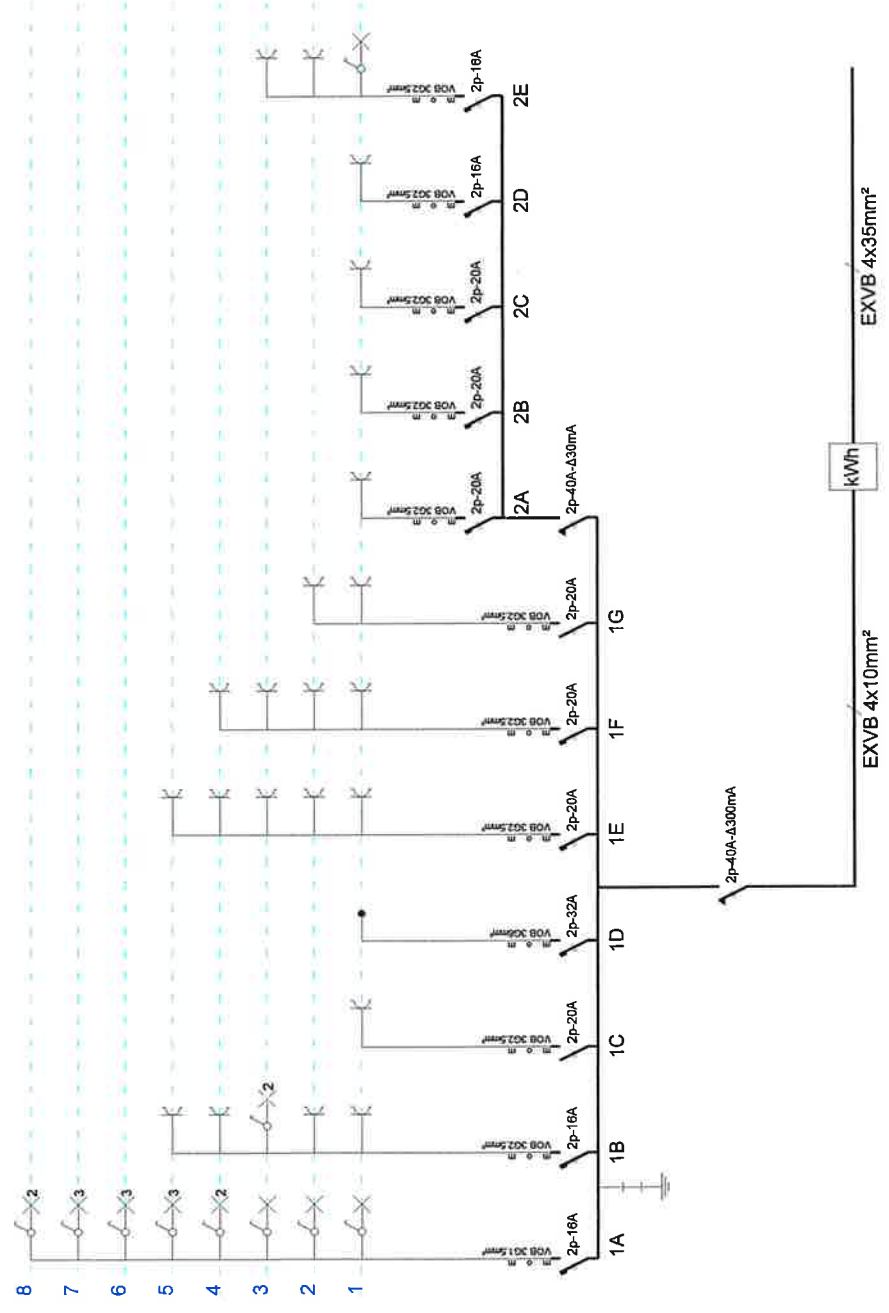 8
7
6
5
4
3
2
1
2
3
3
3
2
2
VOB 3G1.5mm²
2p-16A
1A
VOB 3G2.5mm²
2p-16A
1B
VOB 3G2.5mm²
2p-20A
1C
VOB 3G6mm²
2p-32A
1D
VOB 3G2.5mm²
2p-20A
1E
VOB 3G2.5mm²
2p-20A
1F
VOB 3G2.5mm²
2p-20A
1G
VOB 3G2.5mm²
2p-20A
2A
VOB 3G2.5mm²
2p-20A
2B
VOB 3G2.5mm²
2p-20A
2C
VOB 3G2.5mm²
2p-16A
2D
VOB 3G2.5mm²
2p-16A
2E
2p-40A-Δ30mA
2p-40A-Δ300mA
EXVB 4x10mm²
kWh
EXVB 4x35mm²